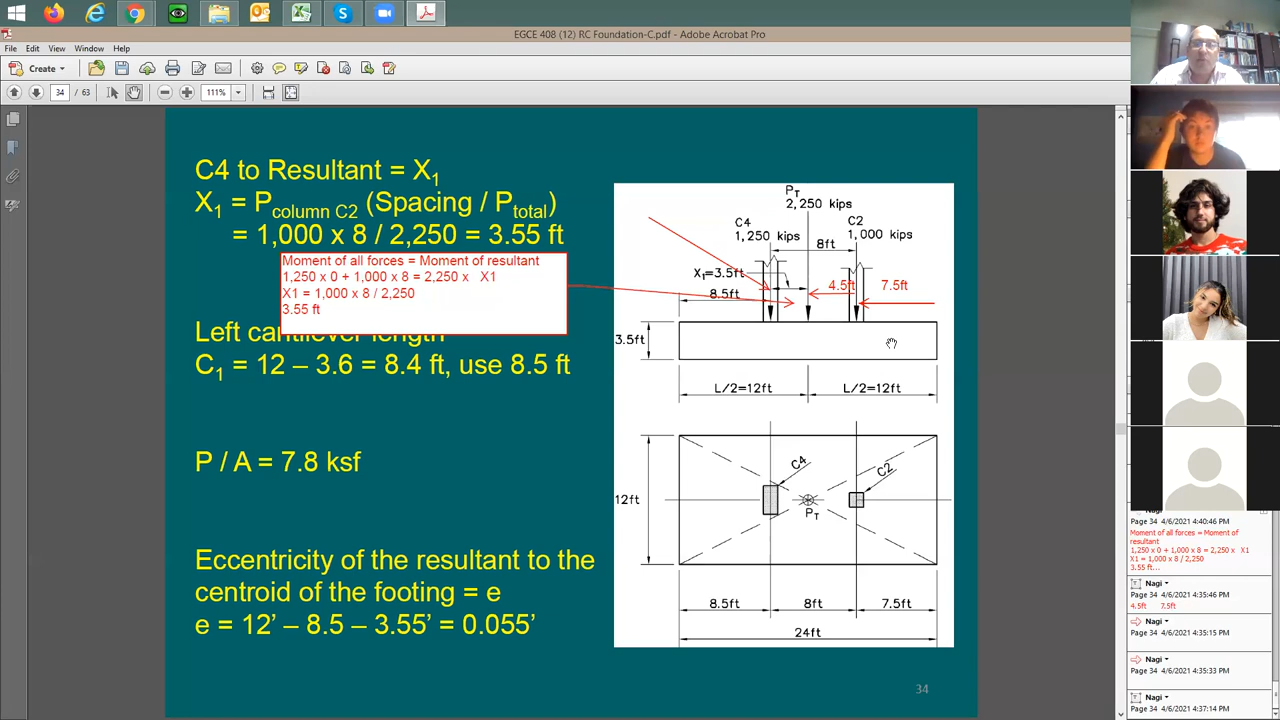 EGCE 408 (12) RC Foundation-C.pdf - Adobe Acrobat Pro
File Edit View Window Help
Create
34 / 63
111%
C4 to Resultant = X1
X1 = Pcolumn C2 (Spacing / Ptotal)
= 1,000 x 8 / 2,250 = 3.55 ft
Moment of all forces = Moment of resultant
1,250 x 0 + 1,000 x 8 = 2,250 x X1
X1 = 1,000 x 8 / 2,250
3.55 ft
Left cantilever length
C1 = 12 – 3.6 = 8.4 ft, use 8.5 ft
P / A = 7.8 ksf
Eccentricity of the resultant to the
centroid of the footing = e
e = 12’ – 8.5 – 3.55’ = 0.055’
PT
2,250 kips
C4
1,250 kips
C2
1,000 kips
8ft
X1=3.5ft
8.5ft
4.5ft
7.5ft
3.5ft
L/2=12ft
L/2=12ft
C4
C2
12ft
PT
8.5ft
8ft
7.5ft
24ft
34
Nagi
Page 34 4/6/2021 4:40:46 PM
Moment of all forces = Moment of
resultant
1,250 x 0 + 1,000 x 8 = 2,250 x X1
X1 = 1,000 x 8 / 2,250
3.55 ft...
Nagi
Page 34 4/6/2021 4:35:46 PM
4.5ft 7.5ft
Nagi
Page 34 4/6/2021 4:35:15 PM
Nagi
Page 34 4/6/2021 4:35:33 PM
Nagi
Page 34 4/6/2021 4:37:14 PM